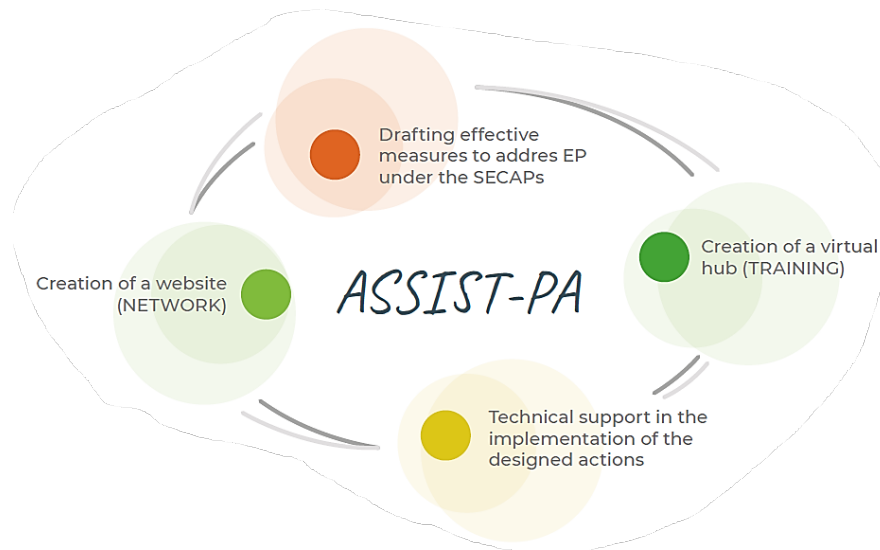 Drafting effective
measures to addres EP
under the SECAPs
Creation of a virtual
hub (TRAINING)
Creation of a website
(NETWORK)
ASSIST-PA
Technical support in the
implementation of the
designed actions